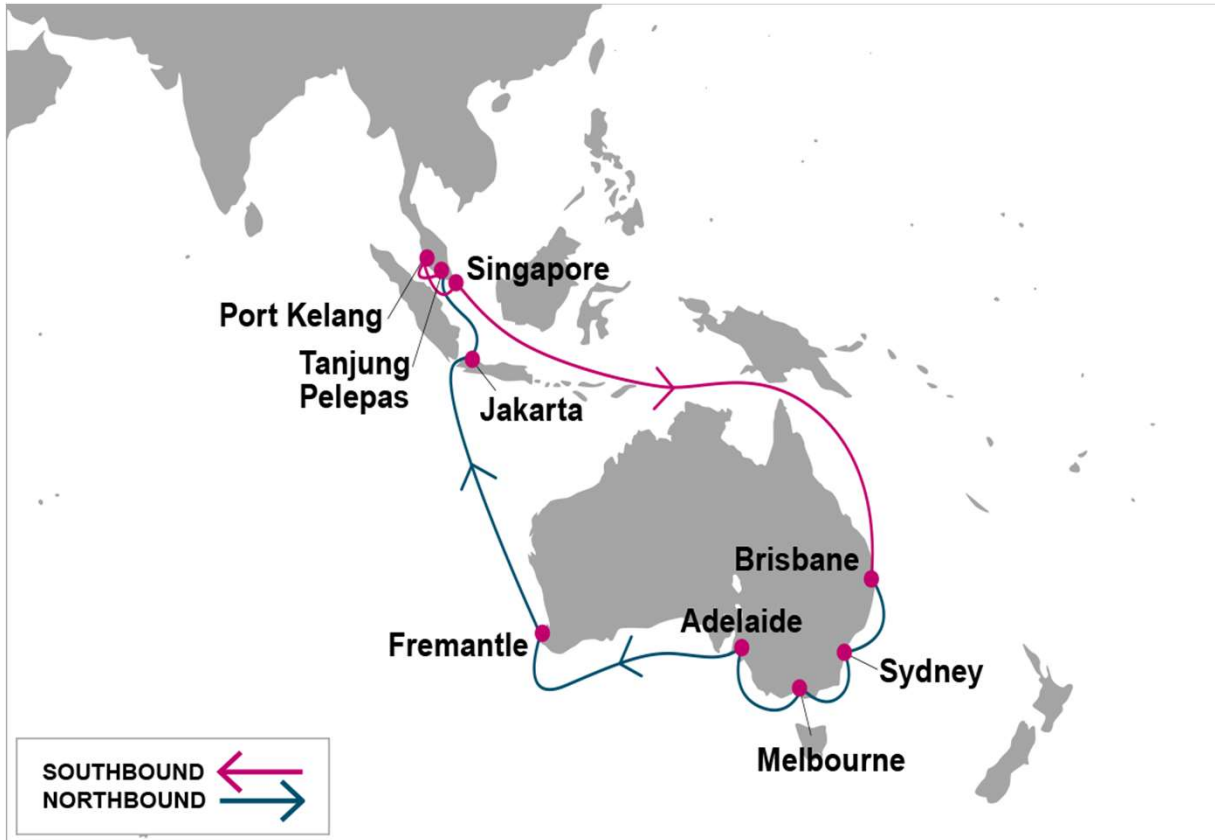 Singapore
Port Kelang
Tanjung
Pelepas
Jakarta
Brisbane
Adelaide
Fremantle
Sydney
Melbourne
SOUTHBOUND
NORTHBOUND